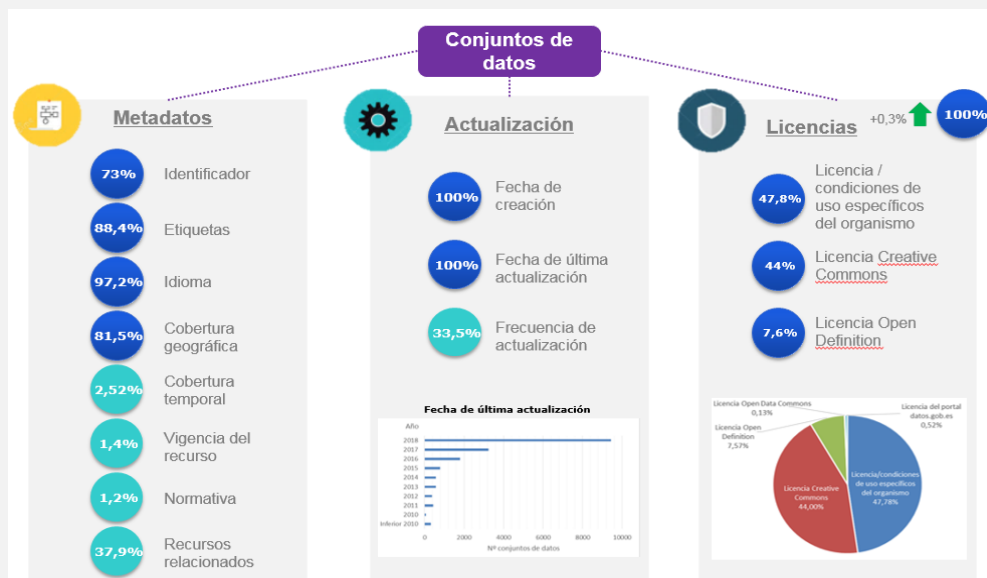 Conjuntos de
datos
Metadatos
73%
Identificador
88,4%
Etiquetas
97,2%
Idioma
81,5%
Cobertura
geográfica
2,52%
Cobertura
temporal
1,4%
Vigencia del
recurso
1,2%
Normativa
37,9%
Recursos
relacionados
Actualización
100%
Fecha de
creación
100%
Fecha de última
actualización
33,5%
Frecuencia de
actualización
Fecha de última actualización
Año
2018
2017
2016
2015
2014
2013
2012
2011
2010
Inferior 2010
0 2000 4000 6000 8000 10000
Nº conjuntos de datos
Licencias
+0,3%
100%
47,8%
Licencia /
condiciones de
uso específicos
del organismo
44%
Licencia Creative
Commons
7,6%
Licencia Open
Definition
Licencia Open Data Commons
0,13%
Licencia del portal
datos.gob.es
0,52%
Licencia Open
Definition
7,57%
Licencia/condiciones
de uso específicos
del organismo
47,78%
Licencia Creative
Commons
44,00%